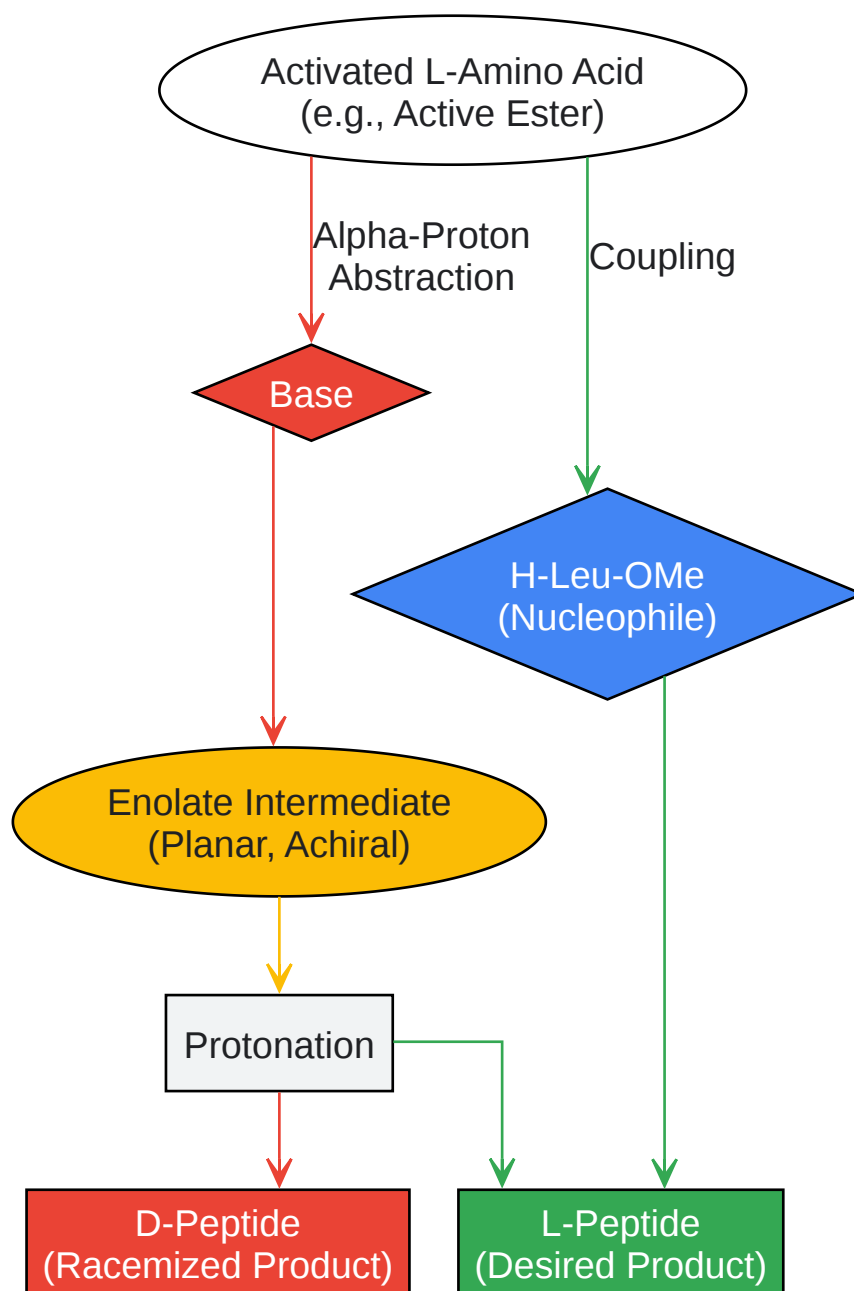 Activated L-Amino Acid
(e.g., Active Ester)
Alpha-Proton
Abstraction
Coupling
Base
H-Leu-OMe
(Nucleophile)
Enolate Intermediate
(Planar, Achiral)
Protonation
D-Peptide
(Racemized Product)
L-Peptide
(Desired Product)